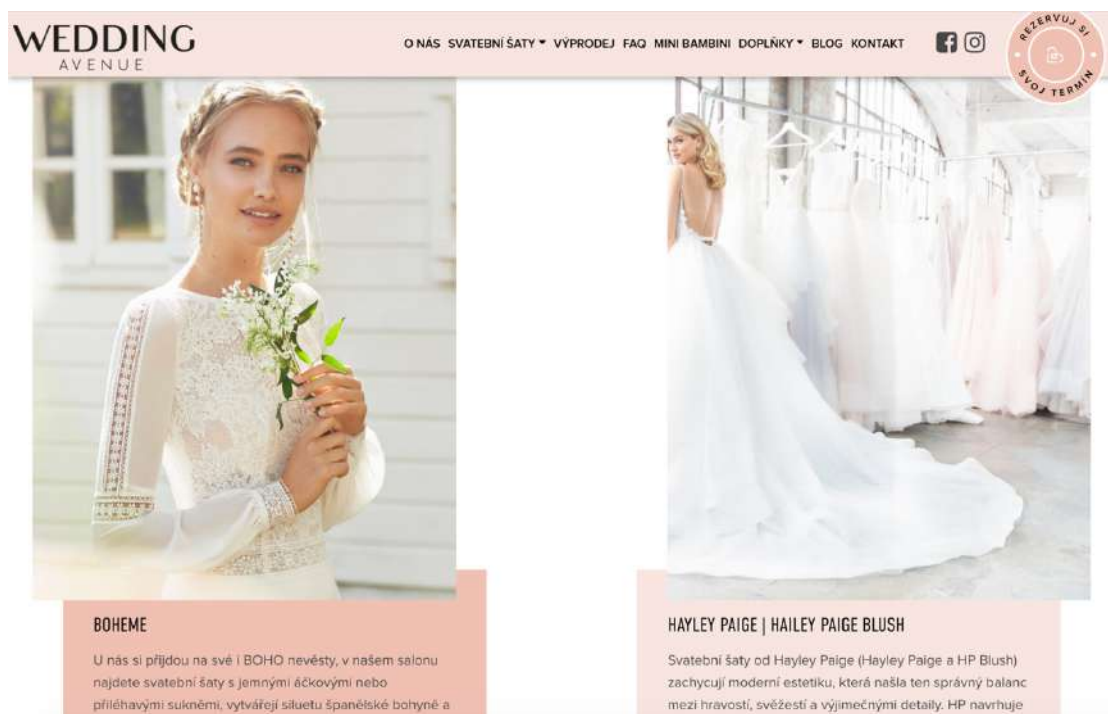 WEDDING
AVENUE
O NÁS SVATEBNÍ ŠATY VÝPRODEJ FAQ MINI BAMBINI DOPLŇKY BLOG KONTAKT
REZERVUJ SI
SVOJ TERMIN
BOHEME
U nás si přijdou na své i BOHO nevěsty, v našem salonu
najdete svatební šaty s jemnými áčkovými nebo
přiléhavými sukněmi, vytvářejí siluetu španělské bohyně a
HAYLEY PAIGE | HAILEY PAIGE BLUSH
Svatební šaty od Hayley Paige (Hayley Paige a HP Blush)
zachycují moderní estetiku, která našla ten správný balanc
mezi hravostí, svěžestí a výjimečnými detaily. HP navrhuje